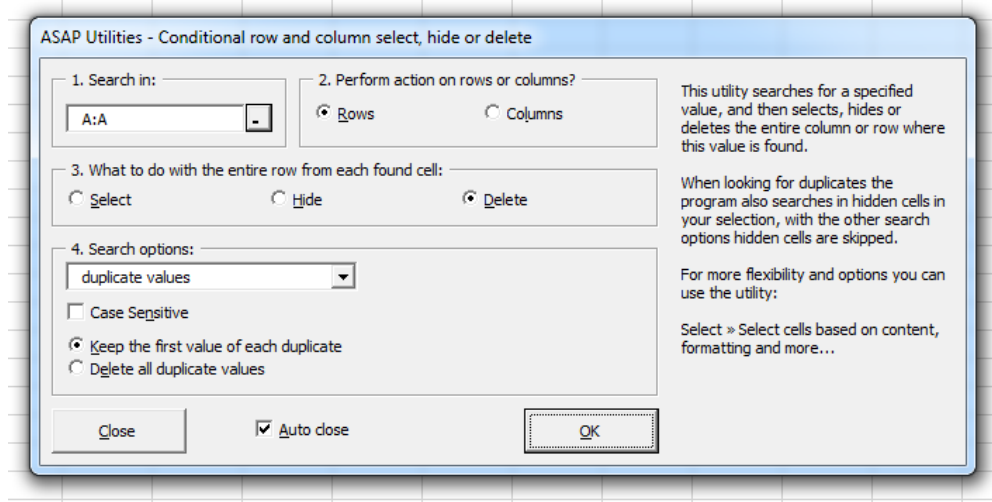 ASAP Utilities - Conditional row and column select, hide or delete
1. Search in:
A:A
2. Perform action on rows or columns?
Rows
Columns
3. What to do with the entire row from each found cell:
Select
Hide
Delete
4. Search options:
duplicate values
Case Sensitive
Keep the first value of each duplicate
Delete all duplicate values
Close
Auto close
OK
This utility searches for a specified
value, and then selects, hides or
deletes the entire column or row where
this value is found.
When looking for duplicates the
program also searches in hidden cells in
your selection, with the other search
options hidden cells are skipped.
For more flexibility and options you can
use the utility:
Select » Select cells based on content,
formatting and more...